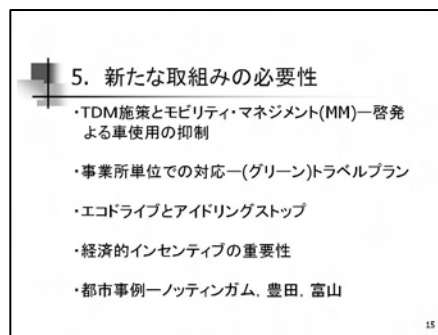 5. 新たな取組みの必要性
・TDM施策とモビリティ・マネジメント(MM)―啓発
よる車使用の抑制
・事業所単位での対応―(グリーン)トラベルプラン
・エコドライブとアイドリングストップ
・経済的インセンティブの重要性
・都市事例―ノッティンガム, 豊田, 富山
15